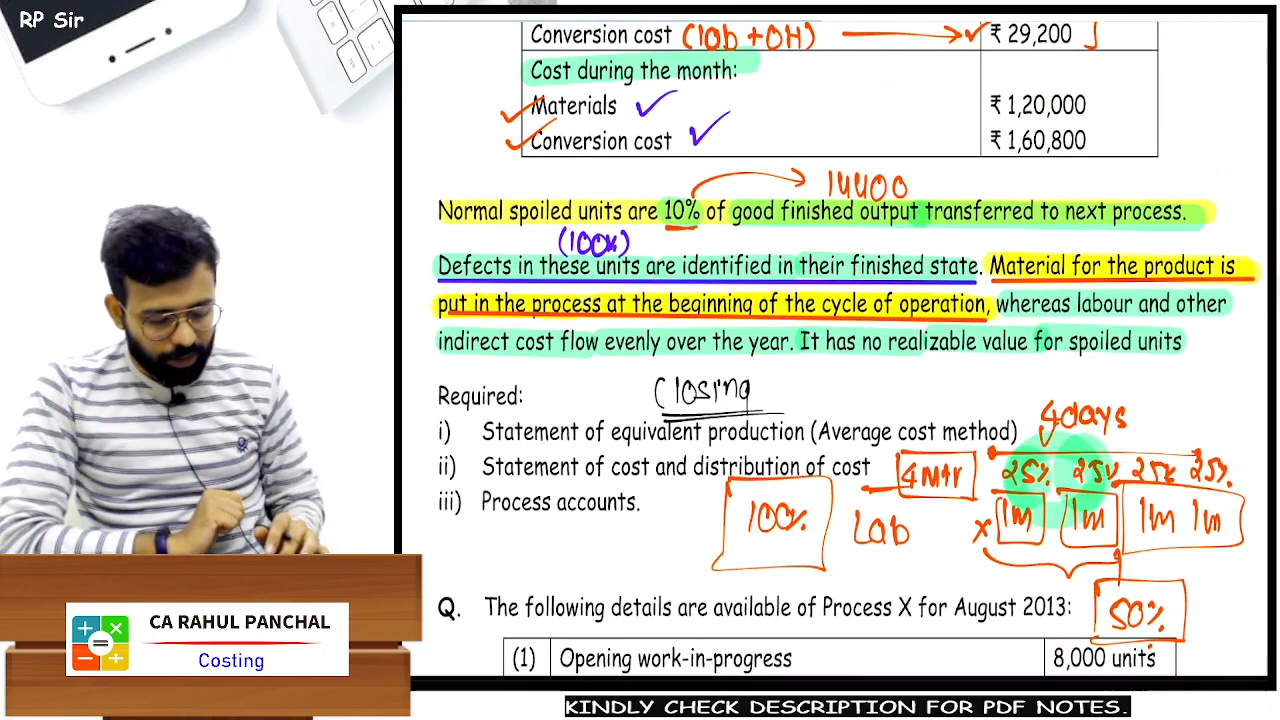 RP Sir
Conversion cost (lab + OH) ₹ 29,200
Cost during the month:
Materials ₹ 1,20,000
Conversion cost ₹ 1,60,800
14400
Normal spoiled units are 10% of good finished output transferred to next process.
(100%)
Defects in these units are identified in their finished state. Material for the product is
put in the process at the beginning of the cycle of operation, whereas labour and other
indirect cost flow evenly over the year. It has no realizable value for spoiled units
Required:
Closing
i) Statement of equivalent production (Average cost method)
ii) Statement of cost and distribution of cost
iii) Process accounts.
4days
4 Mtr
25% 25% 25% 25%
100% Lab
1m 1m 1m 1m
50%
Q. The following details are available of Process X for August 2013:
(1) Opening work-in-progress 8,000 units
CA RAHUL PANCHAL
Costing
KINDLY CHECK DESCRIPTION FOR PDF NOTES.